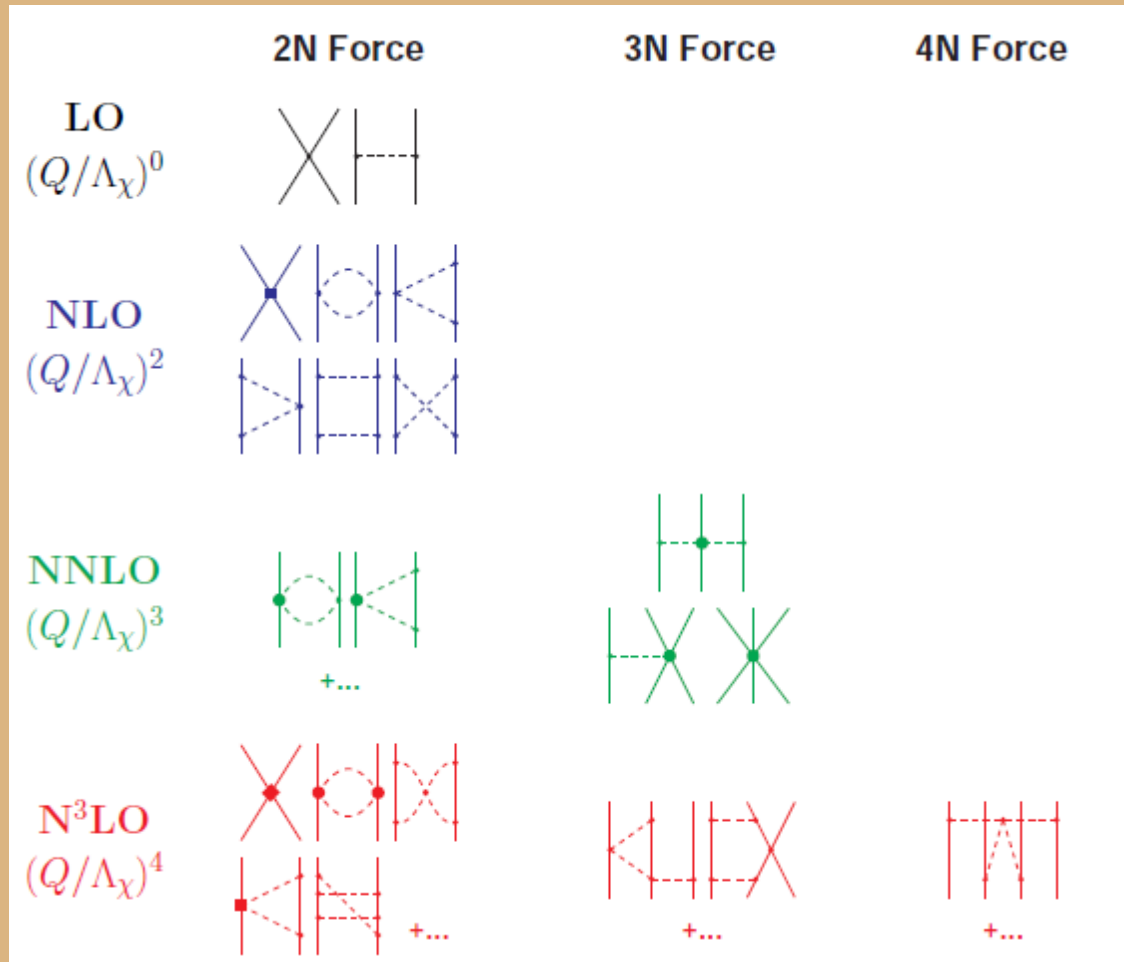 2N Force 3N Force 4N Force
LO
(Q/Λχ)⁰
NLO
(Q/Λχ)²
NNLO
(Q/Λχ)³
+...
N³LO
(Q/Λχ)⁴
+... +... +...